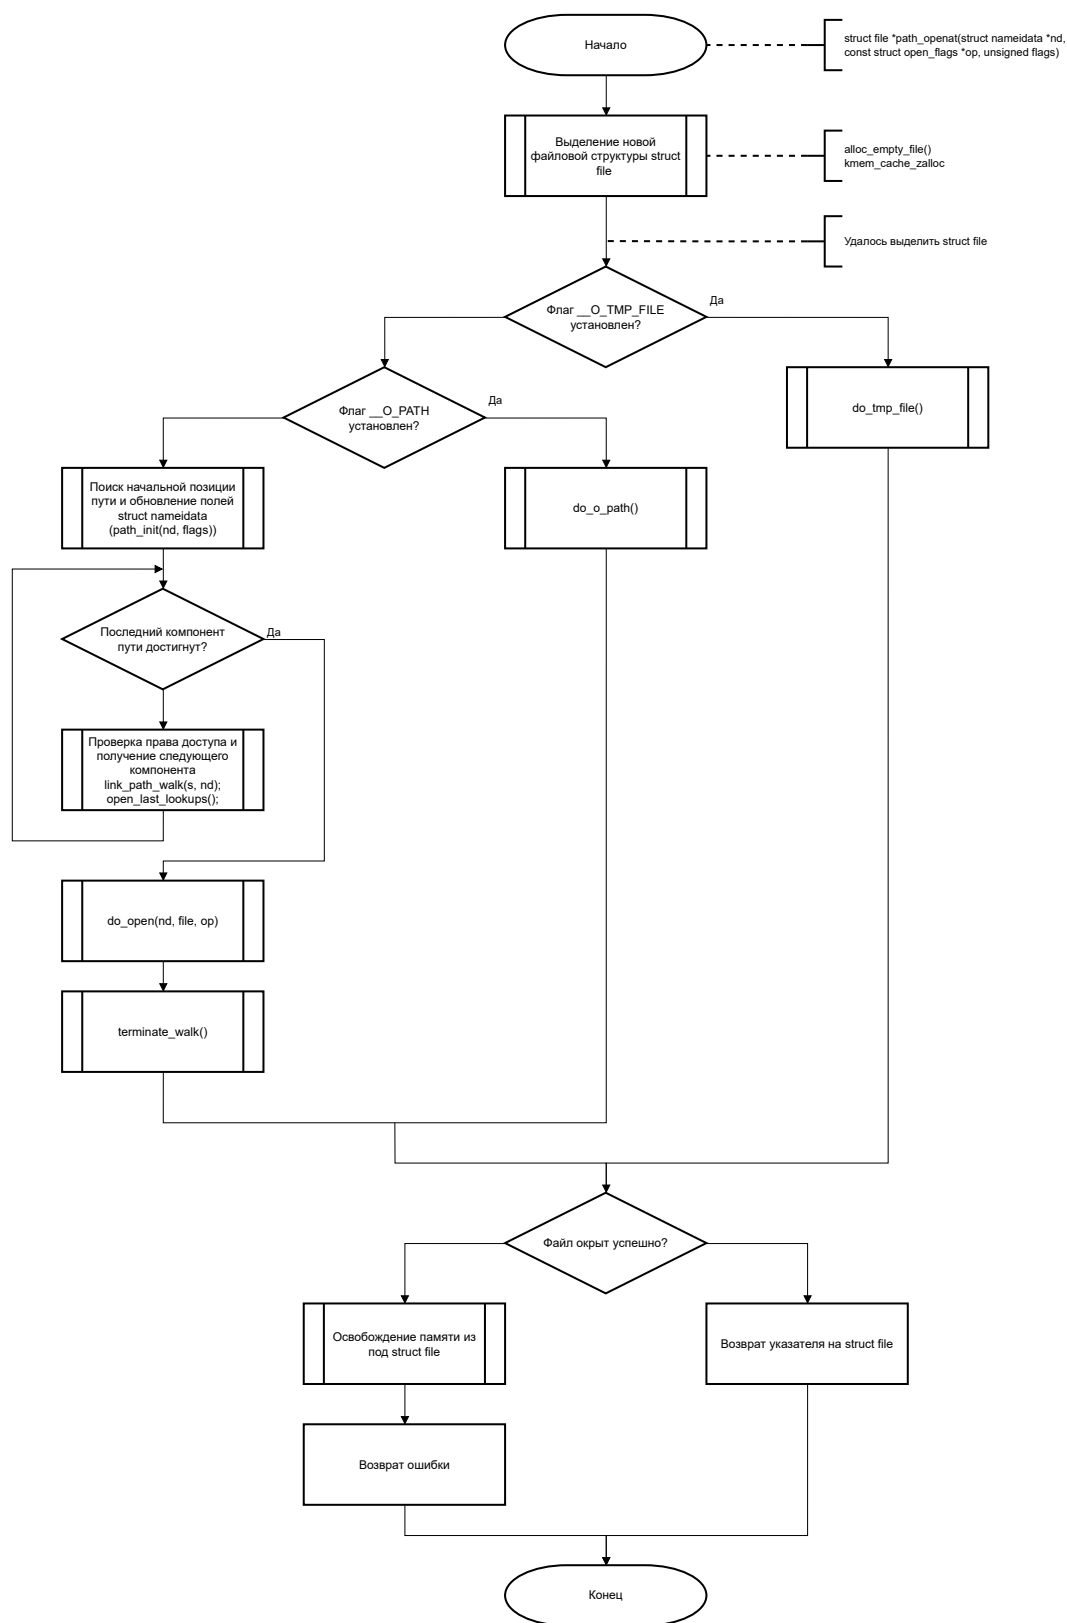 Начало
struct file *path_openat(struct nameidata *nd,
const struct open_flags *op, unsigned flags)
Выделение новой
файловой структуры struct
file
alloc_empty_file()
kmem_cache_zalloc
Удалось выделить struct file
Флаг __O_TMP_FILE
установлен?
Да
Флаг __O_PATH
установлен?
Да
do_tmp_file()
Поиск начальной позиции
пути и обновление полей
struct nameidata
(path_init(nd, flags))
do_o_path()
Последний компонент
пути достигнут?
Да
Проверка права доступа и
получение следующего
компонента
link_path_walk(s, nd);
open_last_lookups();
do_open(nd, file, op)
terminate_walk()
Файл окрыт успешно?
Освобождение памяти из
под struct file
Возврат указателя на struct file
Возврат ошибки
Конец